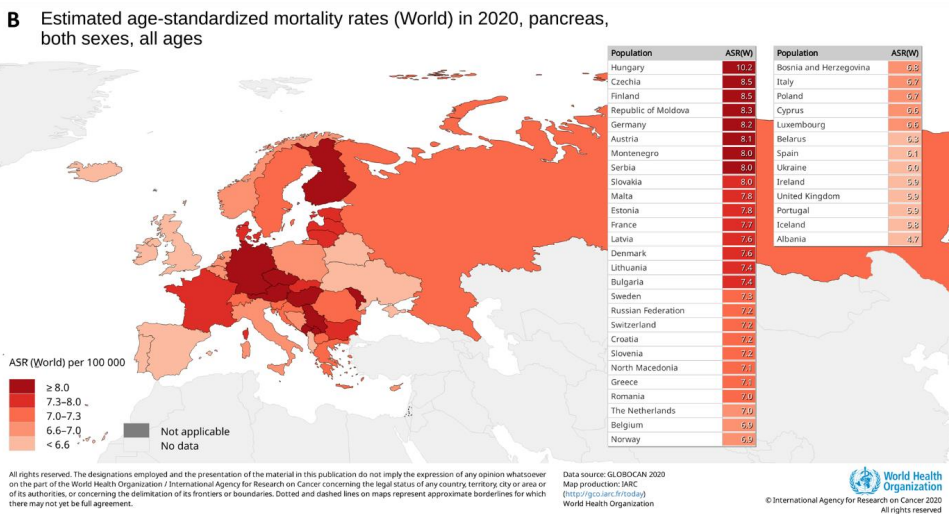 B Estimated age-standardized mortality rates (World) in 2020, pancreas,
both sexes, all ages
Population ASR(W)
Hungary 10.2
Czechia 8.5
Finland 8.5
Republic of Moldova 8.3
Germany 8.2
Austria 8.1
Montenegro 8.0
Serbia 8.0
Slovakia 8.0
Malta 7.8
Estonia 7.8
France 7.7
Latvia 7.6
Denmark 7.6
Lithuania 7.4
Bulgaria 7.4
Sweden 7.3
Russian Federation 7.2
Switzerland 7.2
Croatia 7.2
Slovenia 7.2
North Macedonia 7.1
Greece 7.1
Romania 7.0
The Netherlands 7.0
Belgium 6.9
Norway 6.9
Population ASR(W)
Bosnia and Herzegovina 6.8
Italy 6.7
Poland 6.7
Cyprus 6.6
Luxembourg 6.6
Belarus 6.3
Spain 6.1
Ukraine 6.0
Ireland 5.9
United Kingdom 5.9
Portugal 5.9
Iceland 5.8
Albania 4.7
ASR (World) per 100 000
≥ 8.0
7.3–8.0
7.0–7.3
6.6–7.0
< 6.6
Not applicable
No data
All rights reserved. The designations employed and the presentation of the material in this publication do not imply the expression of any opinion whatsoever
on the part of the World Health Organization / International Agency for Research on Cancer concerning the legal status of any country, territory, city or area or
of its authorities, or concerning the delimitation of its frontiers or boundaries. Dotted and dashed lines on maps represent approximate borderlines for which
there may not yet be full agreement.
Data source: GLOBOCAN 2020
Map production: IARC
(http://gco.iarc.fr/today)
World Health Organization
World Health
Organization
© International Agency for Research on Cancer 2020
All rights reserved